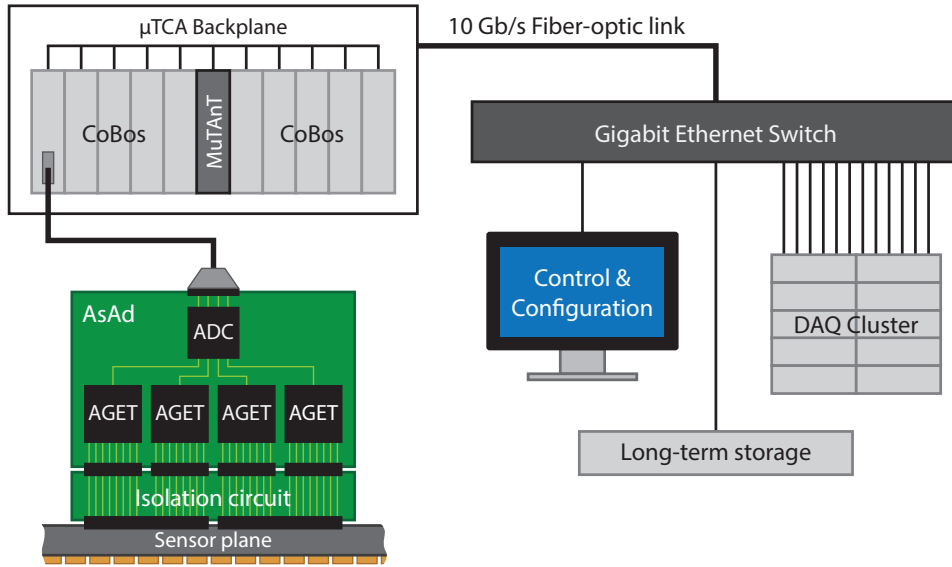 μTCA Backplane
10 Gb/s Fiber-optic link
CoBos
MuTAnT
CoBos
Gigabit Ethernet Switch
Control &
Configuration
DAQ Cluster
Long-term storage
AsAd
ADC
AGET
AGET
AGET
AGET
Isolation circuit
Sensor plane